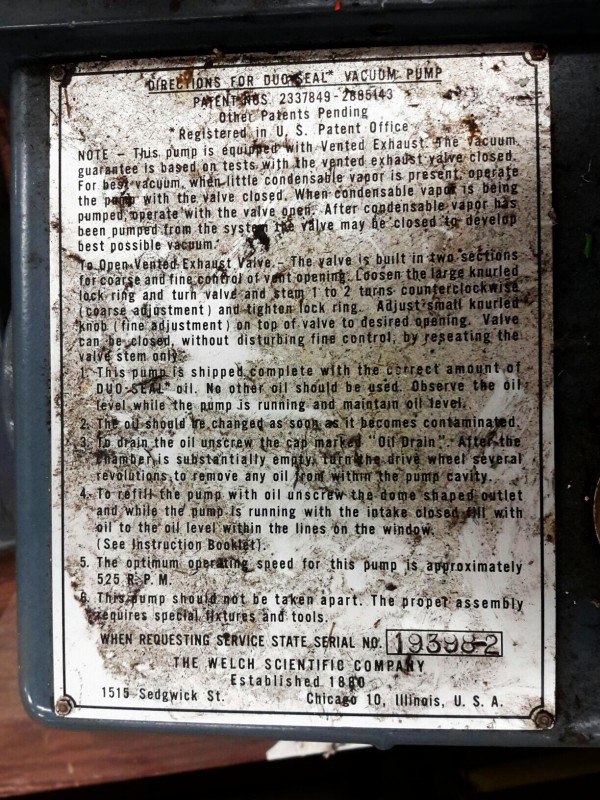 DIRECTIONS FOR DUO-SEAL* VACUUM PUMP
PATENT NOS. 2337849 - 2885143
Other Patents Pending
*Registered in U. S. Patent Office
NOTE - This pump is equipped with Vented Exhaust. The vacuum
guarantee is based on tests with the vented exhaust valve closed.
For best vacuum, when little condensable vapor is present, operate
the pump with the valve closed. When condensable vapor is being
pumped, operate with the valve open. After condensable vapor has
been pumped from the system the valve may be closed to develop
best possible vacuum.
To Open Vented Exhaust Valve. - The valve is built in two sections
for coarse and fine control of vent opening. Loosen the large knurled
lock ring and turn valve and stem 1 to 2 turns counterclockwise
(coarse adjustment) and tighten lock ring. Adjust small knurled
knob (fine adjustment) on top of valve to desired opening. Valve
can be closed, without disturbing fine control, by reseating the
valve stem only.
1. This pump is shipped complete with the correct amount of
DUO-SEAL* oil. No other oil should be used. Observe the oil
level while the pump is running and maintain oil level.
2. The oil should be changed as soon as it becomes contaminated.
3. To drain the oil unscrew the cap marked "Oil Drain". After the
chamber is substantially empty, turn the drive wheel several
revolutions to remove any oil from within the pump cavity.
4. To refill the pump with oil unscrew the dome shaped outlet
and while the pump is running with the intake closed fill with
oil to the oil level within the lines on the window.
(See Instruction Booklet).
5. The optimum operating speed for this pump is approximately
525 R. P. M.
6. This pump should not be taken apart. The proper assembly
requires special fixtures and tools.
WHEN REQUESTING SERVICE STATE SERIAL NO. 19398-2
THE WELCH SCIENTIFIC COMPANY
Established 1880
1515 Sedgwick St. Chicago 10, Illinois, U. S. A.